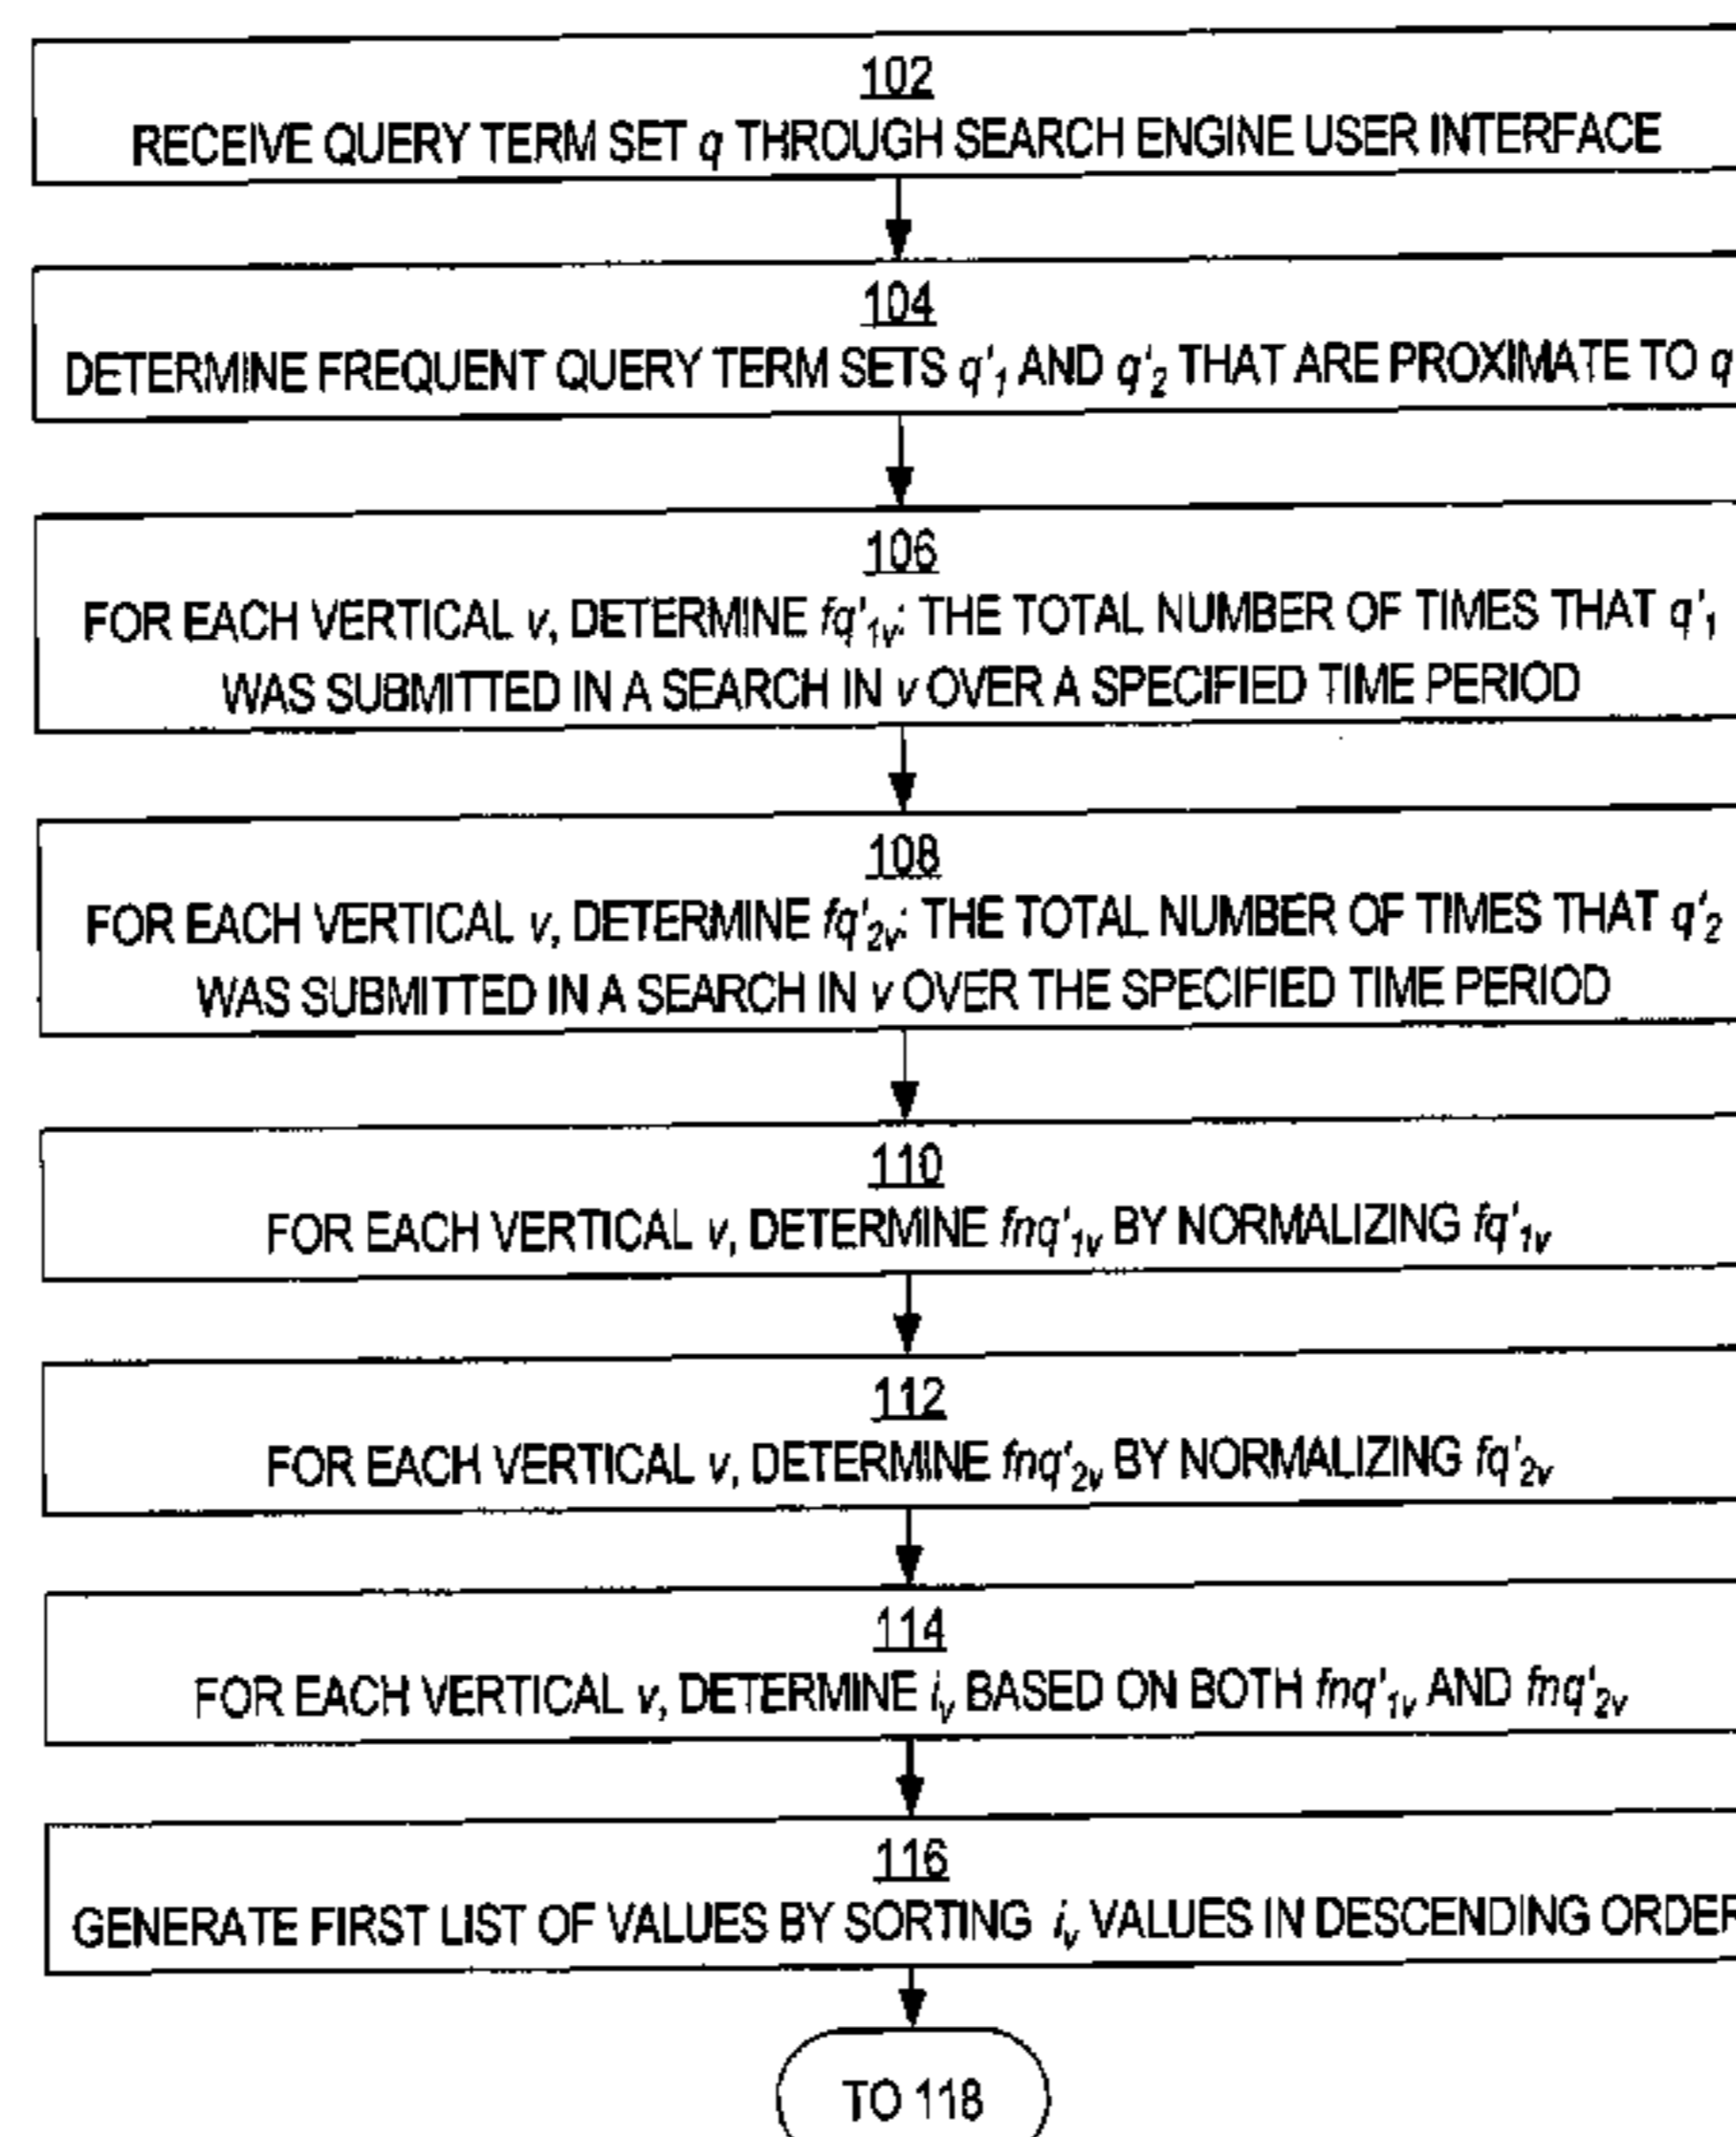 102
RECEIVE QUERY TERM SET q THROUGH SEARCH ENGINE USER INTERFACE
104
DETERMINE FREQUENT QUERY TERM SETS q'1 AND q'2 THAT ARE PROXIMATE TO q
106
FOR EACH VERTICAL v, DETERMINE fq'1v: THE TOTAL NUMBER OF TIMES THAT q'1
WAS SUBMITTED IN A SEARCH IN v OVER A SPECIFIED TIME PERIOD
108
FOR EACH VERTICAL v, DETERMINE fq'2v: THE TOTAL NUMBER OF TIMES THAT q'2
WAS SUBMITTED IN A SEARCH IN v OVER THE SPECIFIED TIME PERIOD
110
FOR EACH VERTICAL v, DETERMINE fnq'1v BY NORMALIZING fq'1v
112
FOR EACH VERTICAL v, DETERMINE fnq'2v BY NORMALIZING fq'2v
114
FOR EACH VERTICAL v, DETERMINE iv BASED ON BOTH fnq'1v AND fnq'2v
116
GENERATE FIRST LIST OF VALUES BY SORTING iv VALUES IN DESCENDING ORDER
TO 118